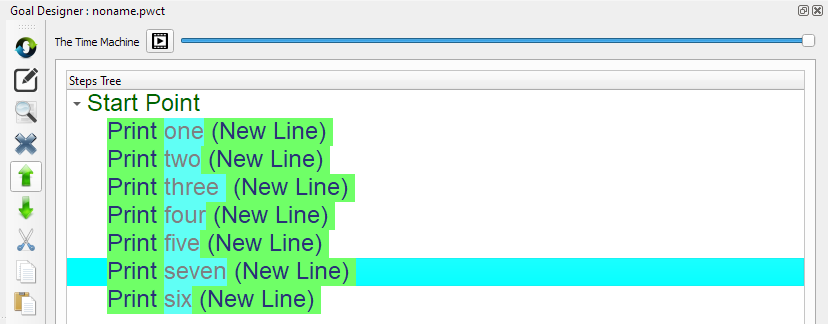 Goal Designer : noname.pwct
The Time Machine
Steps Tree
Start Point
Print one (New Line)
Print two (New Line)
Print three (New Line)
Print four (New Line)
Print five (New Line)
Print seven (New Line)
Print six (New Line)